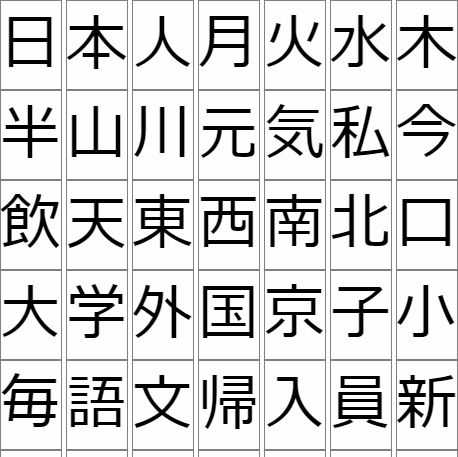 日本人月火水木
半山川元気私今
飲天東西南北口
大学外国京子小
毎語文帰入員新